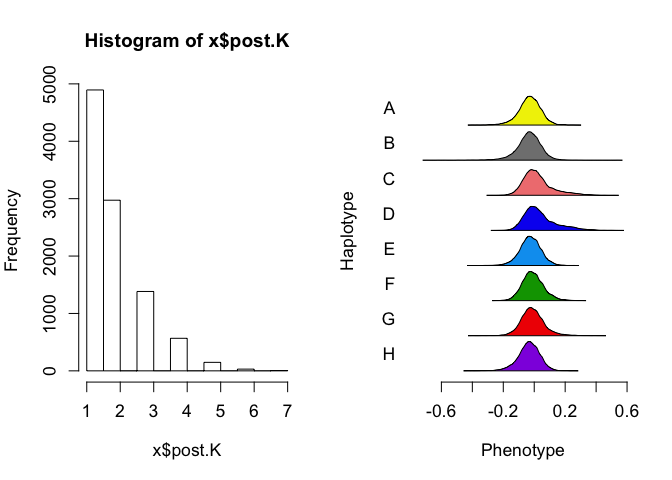 Histogram of x$post.K
Frequency
0
1000
2000
3000
4000
5000
1 2 3 4 5 6 7
x$post.K
Haplotype
A
B
C
D
E
F
G
H
-0.6 -0.2 0.2 0.6
Phenotype